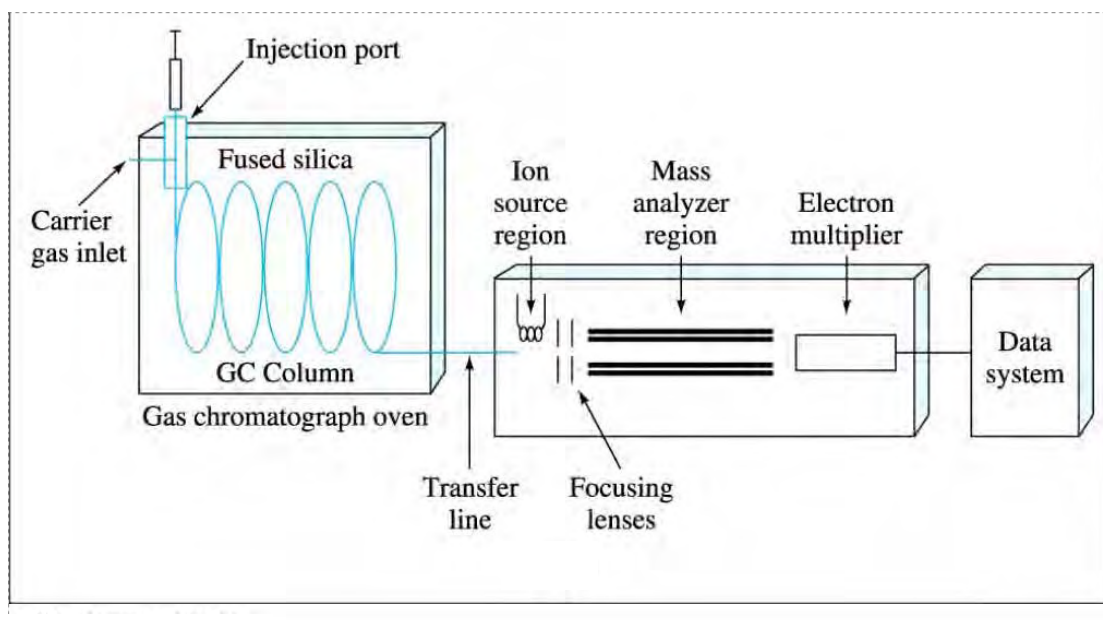 Injection port
Fused silica
Carrier
gas inlet
GC Column
Gas chromatograph oven
Ion
source
region
Mass
analyzer
region
Electron
multiplier
Data
system
Transfer
line
Focusing
lenses